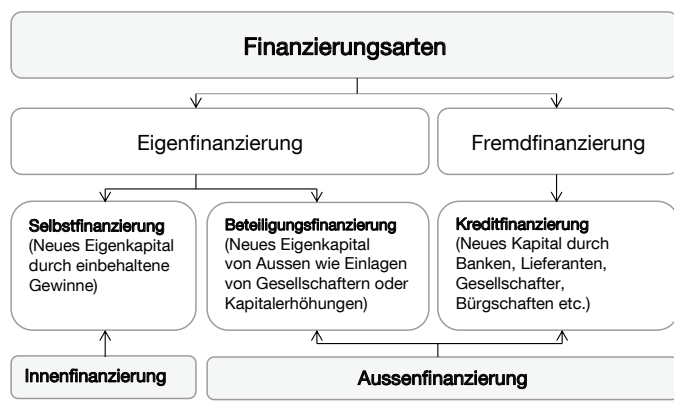 Finanzierungsarten
Eigenfinanzierung
Fremdfinanzierung
Selbstfinanzierung
(Neues Eigenkapital
durch einbehaltene
Gewinne)
Beteiligungsfinanzierung
(Neues Eigenkapital
von Aussen wie Einlagen
von Gesellschaftern oder
Kapitalerhöhungen)
Kreditfinanzierung
(Neues Kapital durch
Banken, Lieferanten,
Gesellschafter,
Bürgschaften etc.)
Innenfinanzierung
Aussenfinanzierung